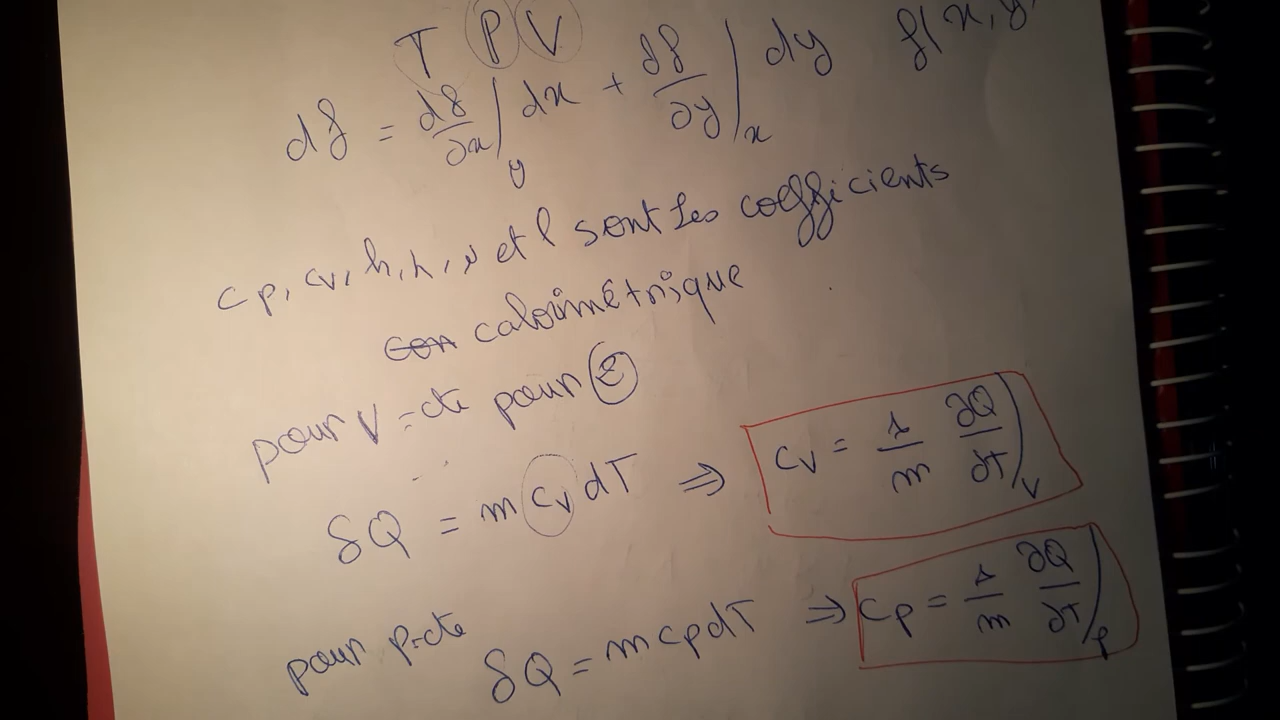 T P V
df = ∂f/∂x|y dx + ∂f/∂y|x dy f(x, y)
cp, cv, h, λ, μ et l sont les coefficients
calorimétrique
pour V = cte pour ②
δQ = m cv dT ⇒ cv = 1/m ∂Q/∂T)V
pour p = cte
δQ = m cp dT ⇒ cp = 1/m ∂Q/∂T)p